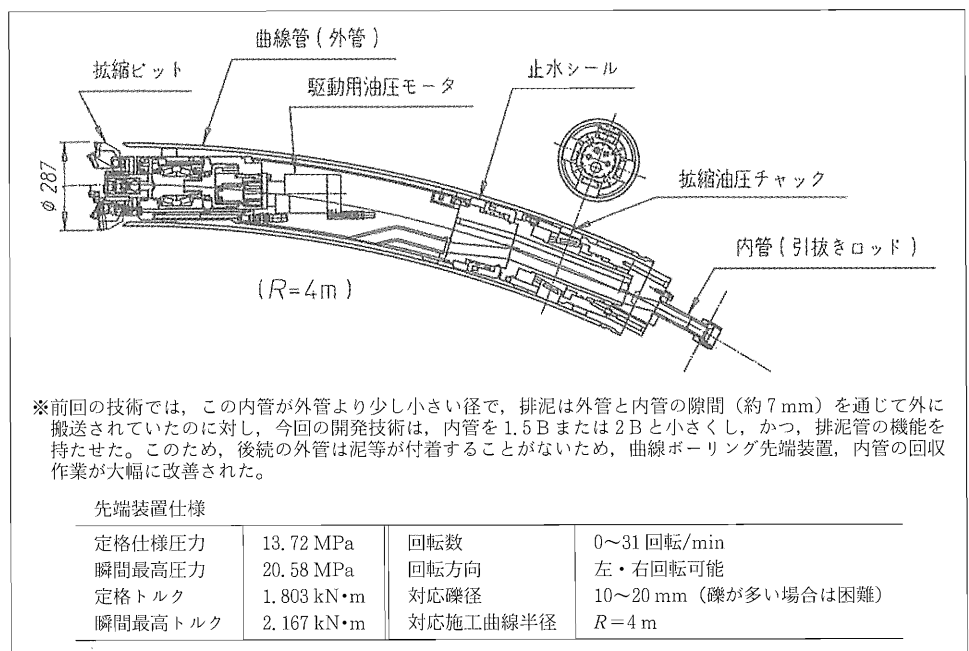 曲線管(外管)
拡縮ビット
止水シール
駆動用油圧モータ
φ287
拡縮油圧チャック
内管(引抜きロッド)
(R=4m)
※前回の技術では,この内管が外管より少し小さい径で,排泥は外管と内管の隙間(約7mm)を通じて外に
搬送されていたのに対し,今回の開発技術は,内管を1.5Bまたは2Bと小さくし,かつ,排泥管の機能を
持たせた。このため,後続の外管は泥等が付着することがないため,曲線ボーリング先端装置,内管の回収
作業が大幅に改善された。
先端装置仕様
定格仕様圧力 13.72 MPa 回転数 0〜31回転/min
瞬間最高圧力 20.58 MPa 回転方向 左・右回転可能
定格トルク 1.803 kN・m 対応礫径 10〜20 mm(礫が多い場合は困難)
瞬間最高トルク 2.167 kN・m 対応施工曲線半径 R=4 m